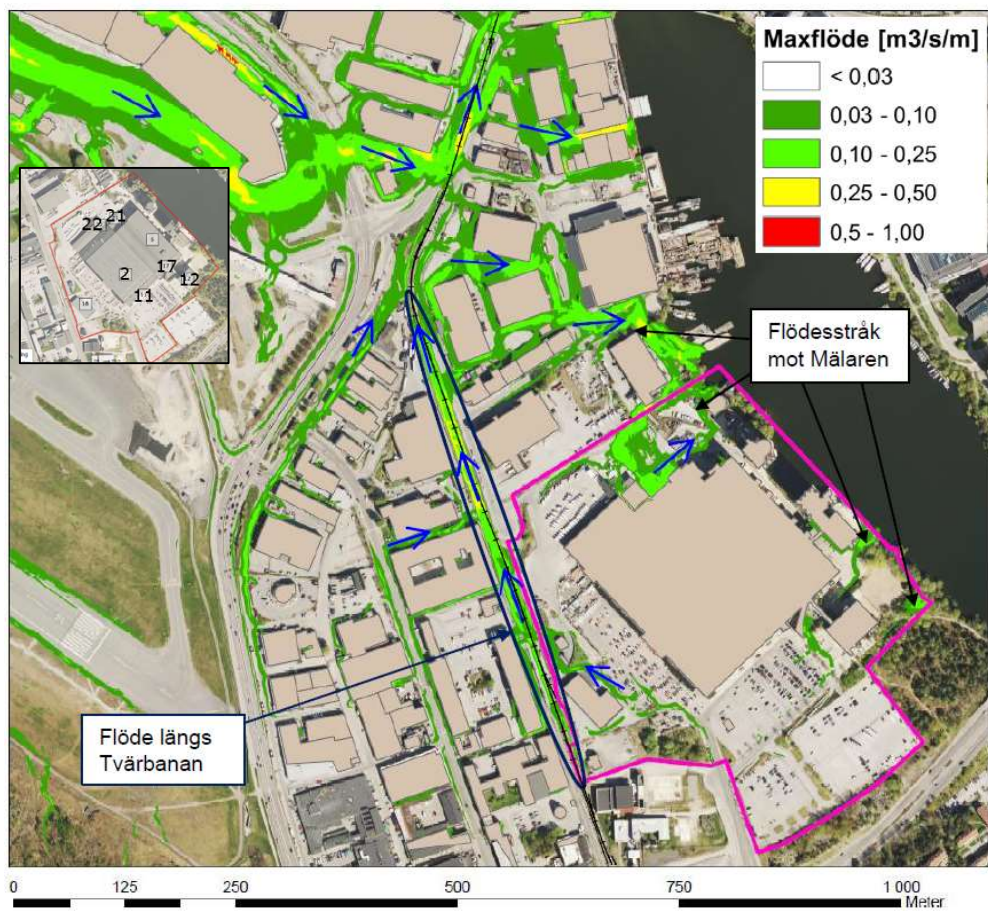 Maxflöde [m3/s/m]
< 0,03
0,03 - 0,10
0,10 - 0,25
0,25 - 0,50
0,5 - 1,00
21
22
2
17
12
11
Flödesstråk
mot Mälaren
Flöde längs
Tvärbanan
0 125 250 500 750 1 000
Meter